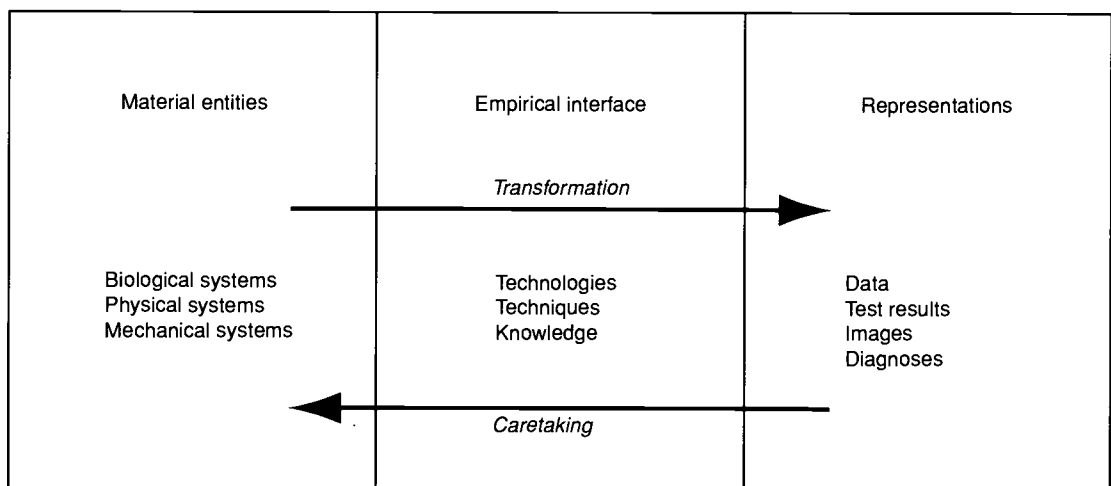 Material entities
Empirical interface
Representations
Transformation
Biological systems
Physical systems
Mechanical systems
Technologies
Techniques
Knowledge
Data
Test results
Images
Diagnoses
Caretaking